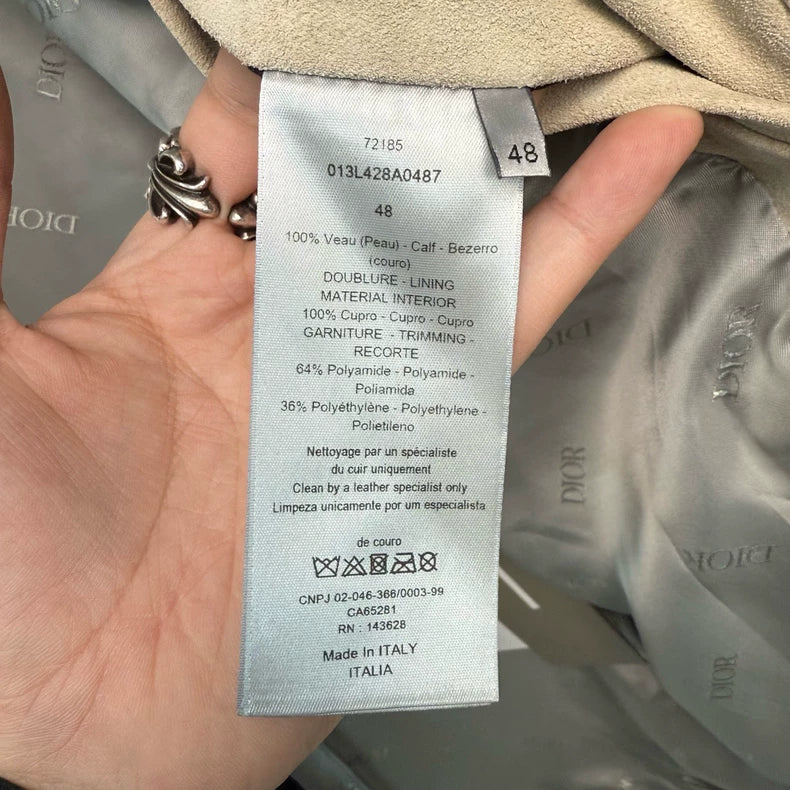 72185
48
013L428A0487
48
100% Veau (Peau) - Calf - Bezerro
(couro)
DOUBLURE - LINING
MATERIAL INTERIOR
100% Cupro - Cupro - Cupro
GARNITURE - TRIMMING -
RECORTE
64% Polyamide - Polyamide -
Poliamida
36% Polyéthylène - Polyethylene -
Polietileno
Nettoyage par un spécialiste
du cuir uniquement
Clean by a leather specialist only
Limpeza unicamente por um especialista
de couro
CNPJ 02-046-366/0003-99
CA65281
RN : 143628
Made In ITALY
ITALIA
DIOR
DIOR
DIOR
DIOR
DIOR
DIOR
DIOR